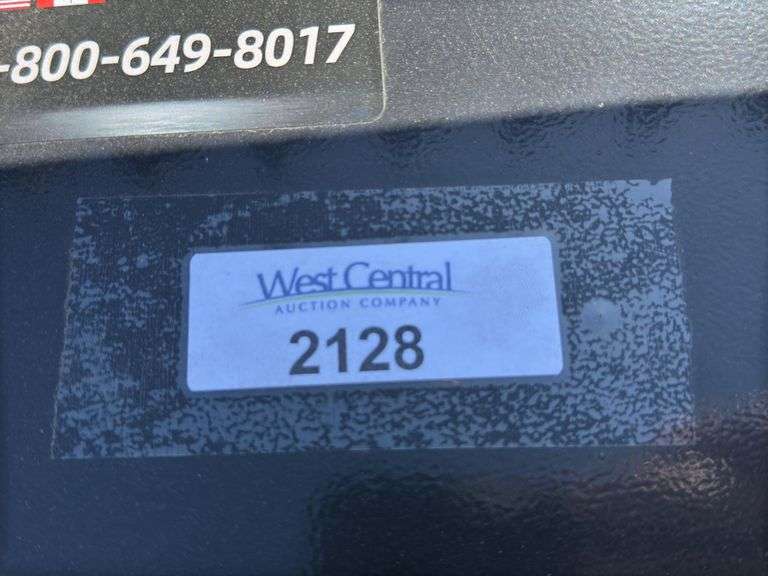 -800-649-8017
West Central
AUCTION COMPANY
2128